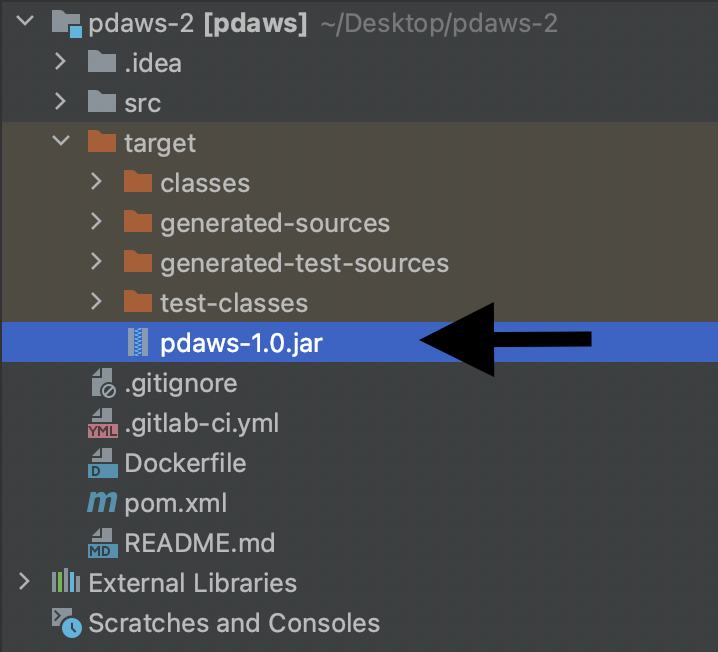 pdaws-2 [pdaws] ~/Desktop/pdaws-2
.idea
src
target
classes
generated-sources
generated-test-sources
test-classes
pdaws-1.0.jar
.gitignore
YML .gitlab-ci.yml
D Dockerfile
m pom.xml
MD README.md
External Libraries
Scratches and Consoles